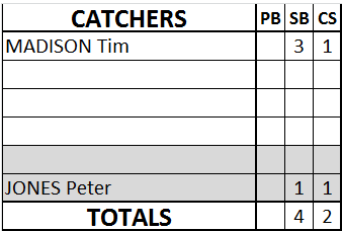 CATCHERS PB SB CS
MADISON Tim 3 1
JONES Peter 1 1
TOTALS 4 2